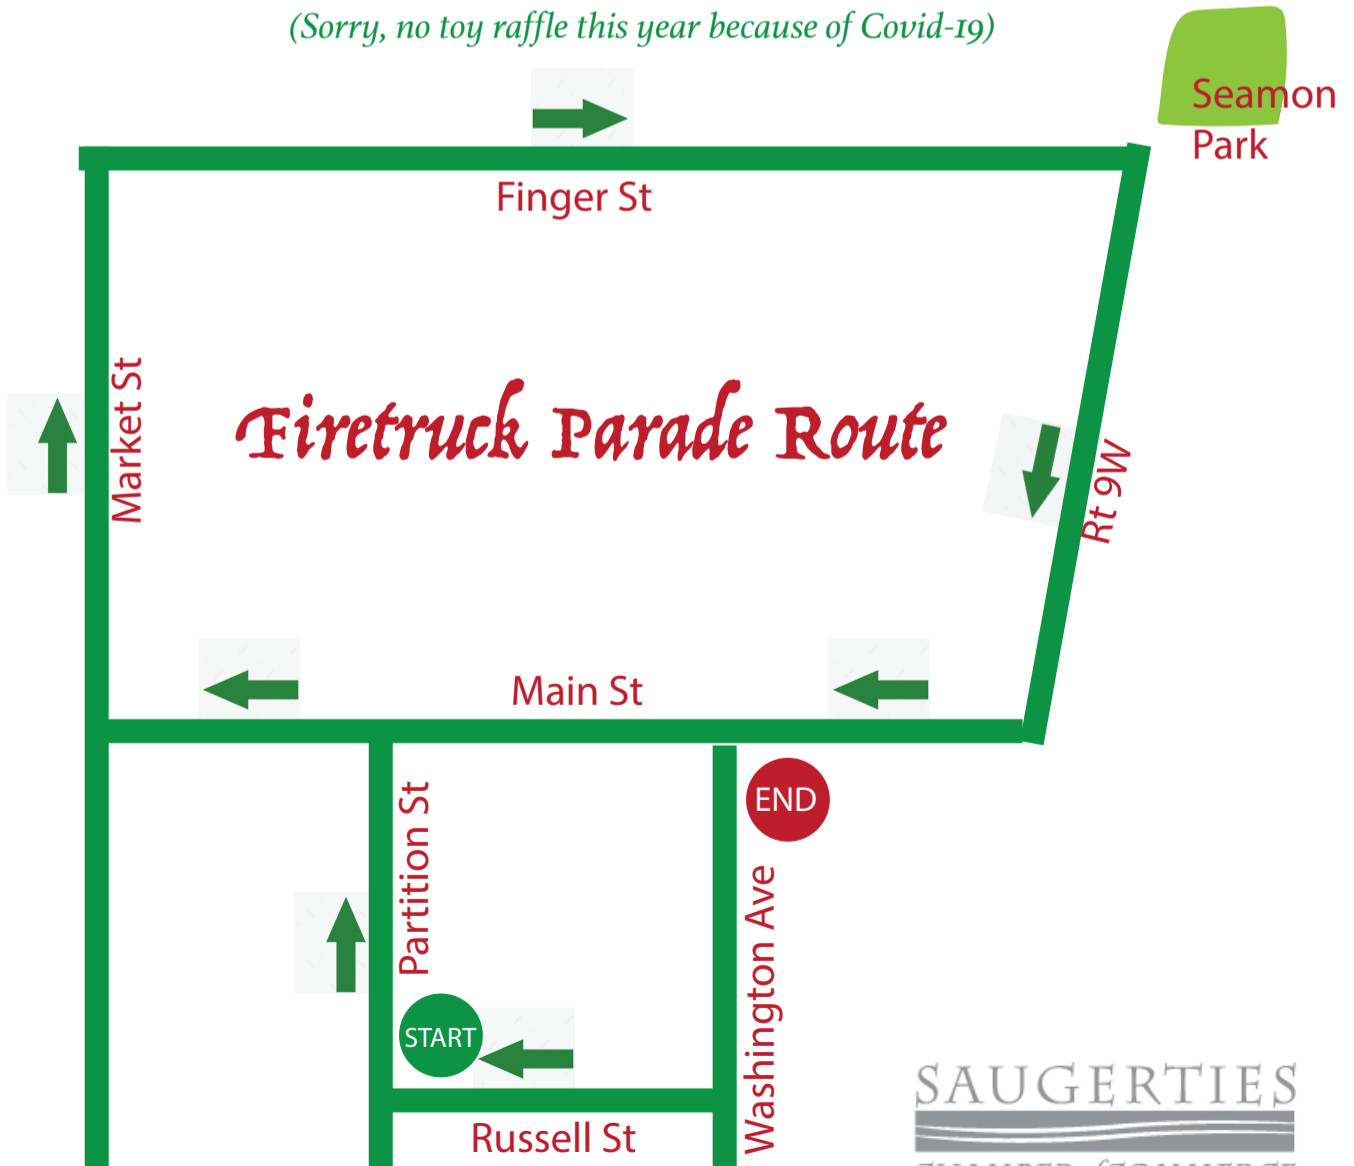 (Sorry, no toy raffle this year because of Covid-19)
Seamon
Park
Finger St
Market St
Firetruck Parade Route
Rt 9W
Main St
END
Partition St
Washington Ave
START
Russell St
SAUGERTIES